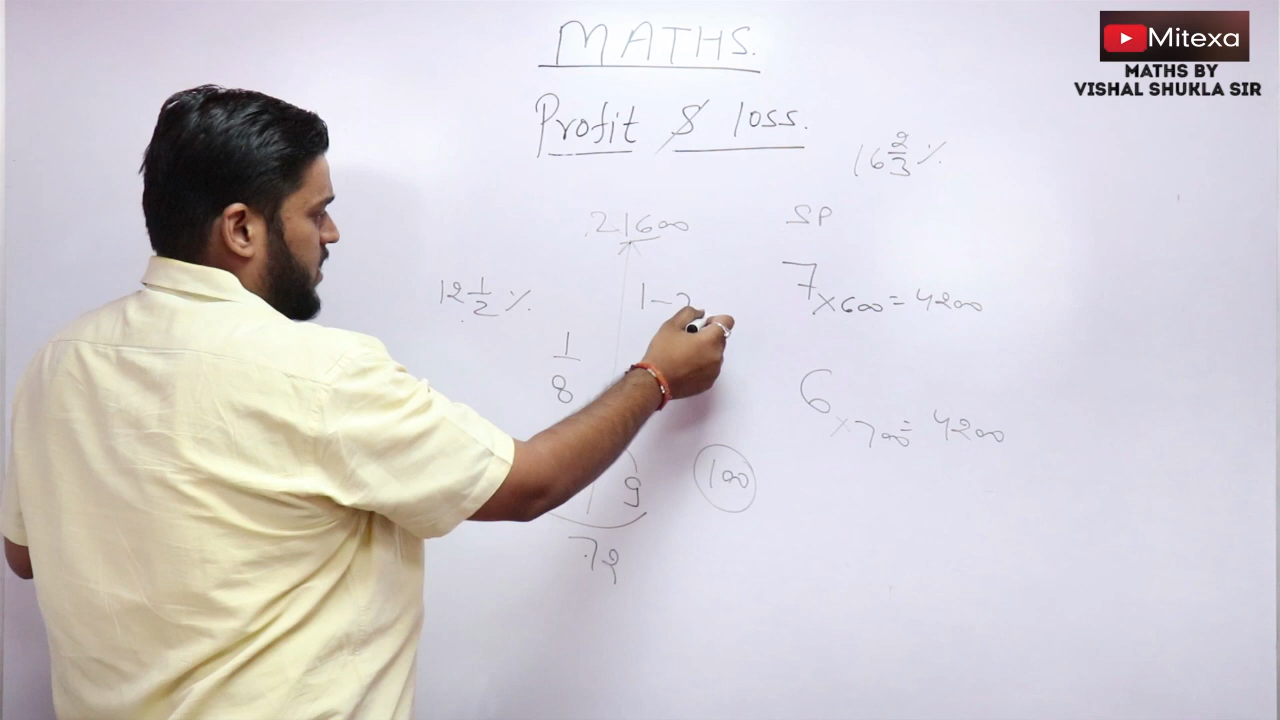 Mitexa
MATHS BY
VISHAL SHUKLA SIR
MATHS.
Profit & loss.
16 2/3 %
21600
SP
12 1/2 %
7 × 600 = 4200
1/8
6 × 700 = 4200
9
100
72